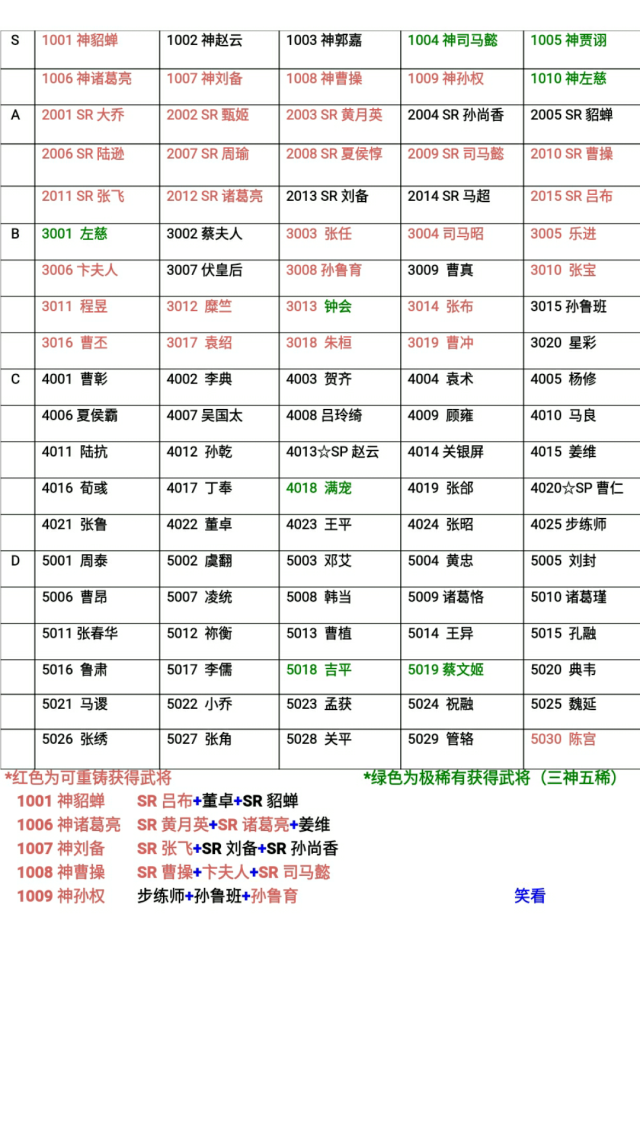 S 1001 神貂蝉 1002 神赵云 1003 神郭嘉 1004 神司马懿 1005 神贾诩
1006 神诸葛亮 1007 神刘备 1008 神曹操 1009 神孙权 1010 神左慈
A 2001 SR 大乔 2002 SR 甄姬 2003 SR 黄月英 2004 SR 孙尚香 2005 SR 貂蝉
2006 SR 陆逊 2007 SR 周瑜 2008 SR 夏侯惇 2009 SR 司马懿 2010 SR 曹操
2011 SR 张飞 2012 SR 诸葛亮 2013 SR 刘备 2014 SR 马超 2015 SR 吕布
B 3001 左慈 3002 蔡夫人 3003 张任 3004 司马昭 3005 乐进
3006 卞夫人 3007 伏皇后 3008 孙鲁育 3009 曹真 3010 张宝
3011 程昱 3012 糜竺 3013 钟会 3014 张布 3015 孙鲁班
3016 曹丕 3017 袁绍 3018 朱桓 3019 曹冲 3020 星彩
C 4001 曹彰 4002 李典 4003 贺齐 4004 袁术 4005 杨修
4006 夏侯霸 4007 吴国太 4008 吕玲绮 4009 顾雍 4010 马良
4011 陆抗 4012 孙乾 4013☆SP 赵云 4014 关银屏 4015 姜维
4016 荀彧 4017 丁奉 4018 满宠 4019 张郃 4020☆SP 曹仁
4021 张鲁 4022 董卓 4023 王平 4024 张昭 4025 步练师
D 5001 周泰 5002 虞翻 5003 邓艾 5004 黄忠 5005 刘封
5006 曹昂 5007 凌统 5008 韩当 5009 诸葛恪 5010 诸葛瑾
5011 张春华 5012 祢衡 5013 曹植 5014 王异 5015 孔融
5016 鲁肃 5017 李儒 5018 吉平 5019 蔡文姬 5020 典韦
5021 马谡 5022 小乔 5023 孟获 5024 祝融 5025 魏延
5026 张绣 5027 张角 5028 关平 5029 管辂 5030 陈宫
*红色为可重铸获得武将 *绿色为极稀有获得武将（三神五稀）
1001 神貂蝉 SR 吕布+董卓+SR 貂蝉
1006 神诸葛亮 SR 黄月英+SR 诸葛亮+姜维
1007 神刘备 SR 张飞+SR 刘备+SR 孙尚香
1008 神曹操 SR 曹操+卞夫人+SR 司马懿
1009 神孙权 步练师+孙鲁班+孙鲁育 笑看